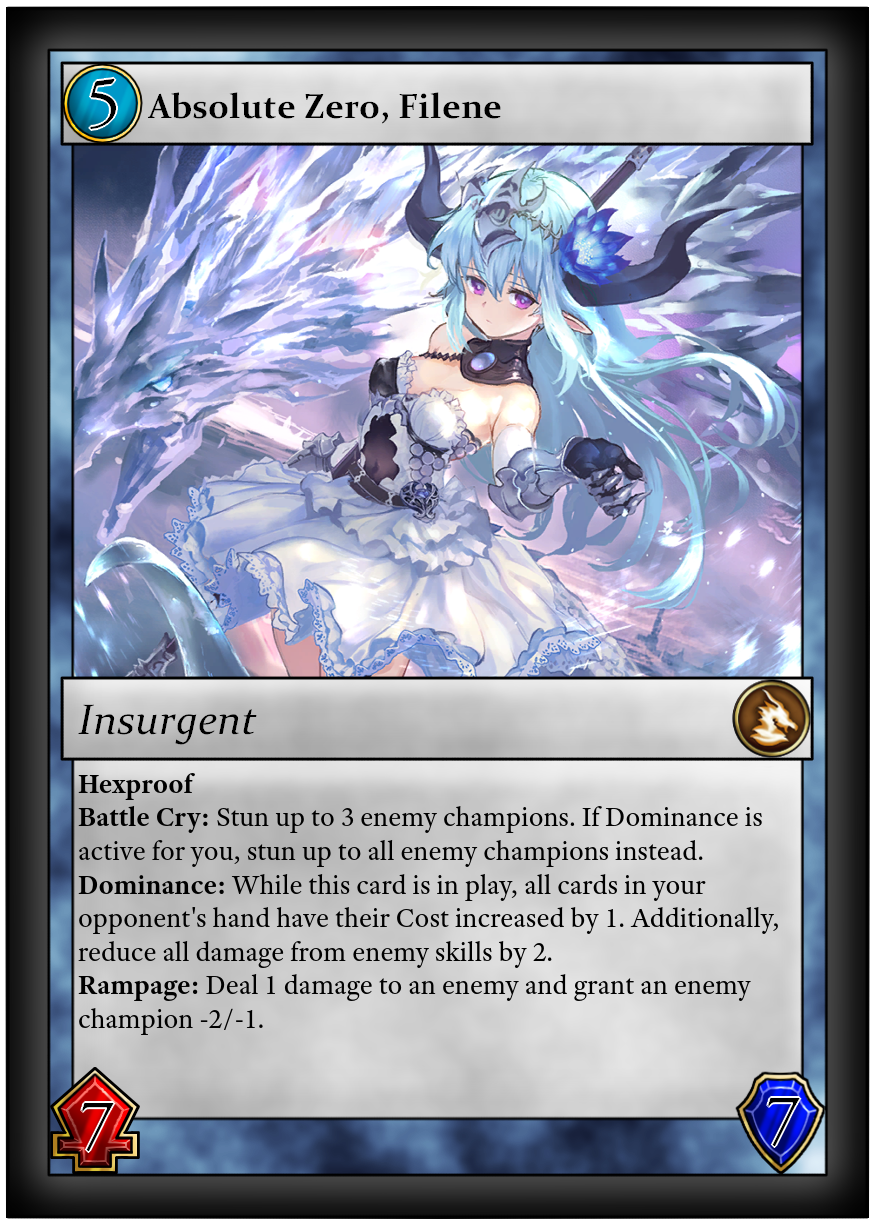 5 Absolute Zero, Filene
Insurgent
Hexproof
Battle Cry: Stun up to 3 enemy champions. If Dominance is
active for you, stun up to all enemy champions instead.
Dominance: While this card is in play, all cards in your
opponent's hand have their Cost increased by 1. Additionally,
reduce all damage from enemy skills by 2.
Rampage: Deal 1 damage to an enemy and grant an enemy
champion -2/-1.
7 7